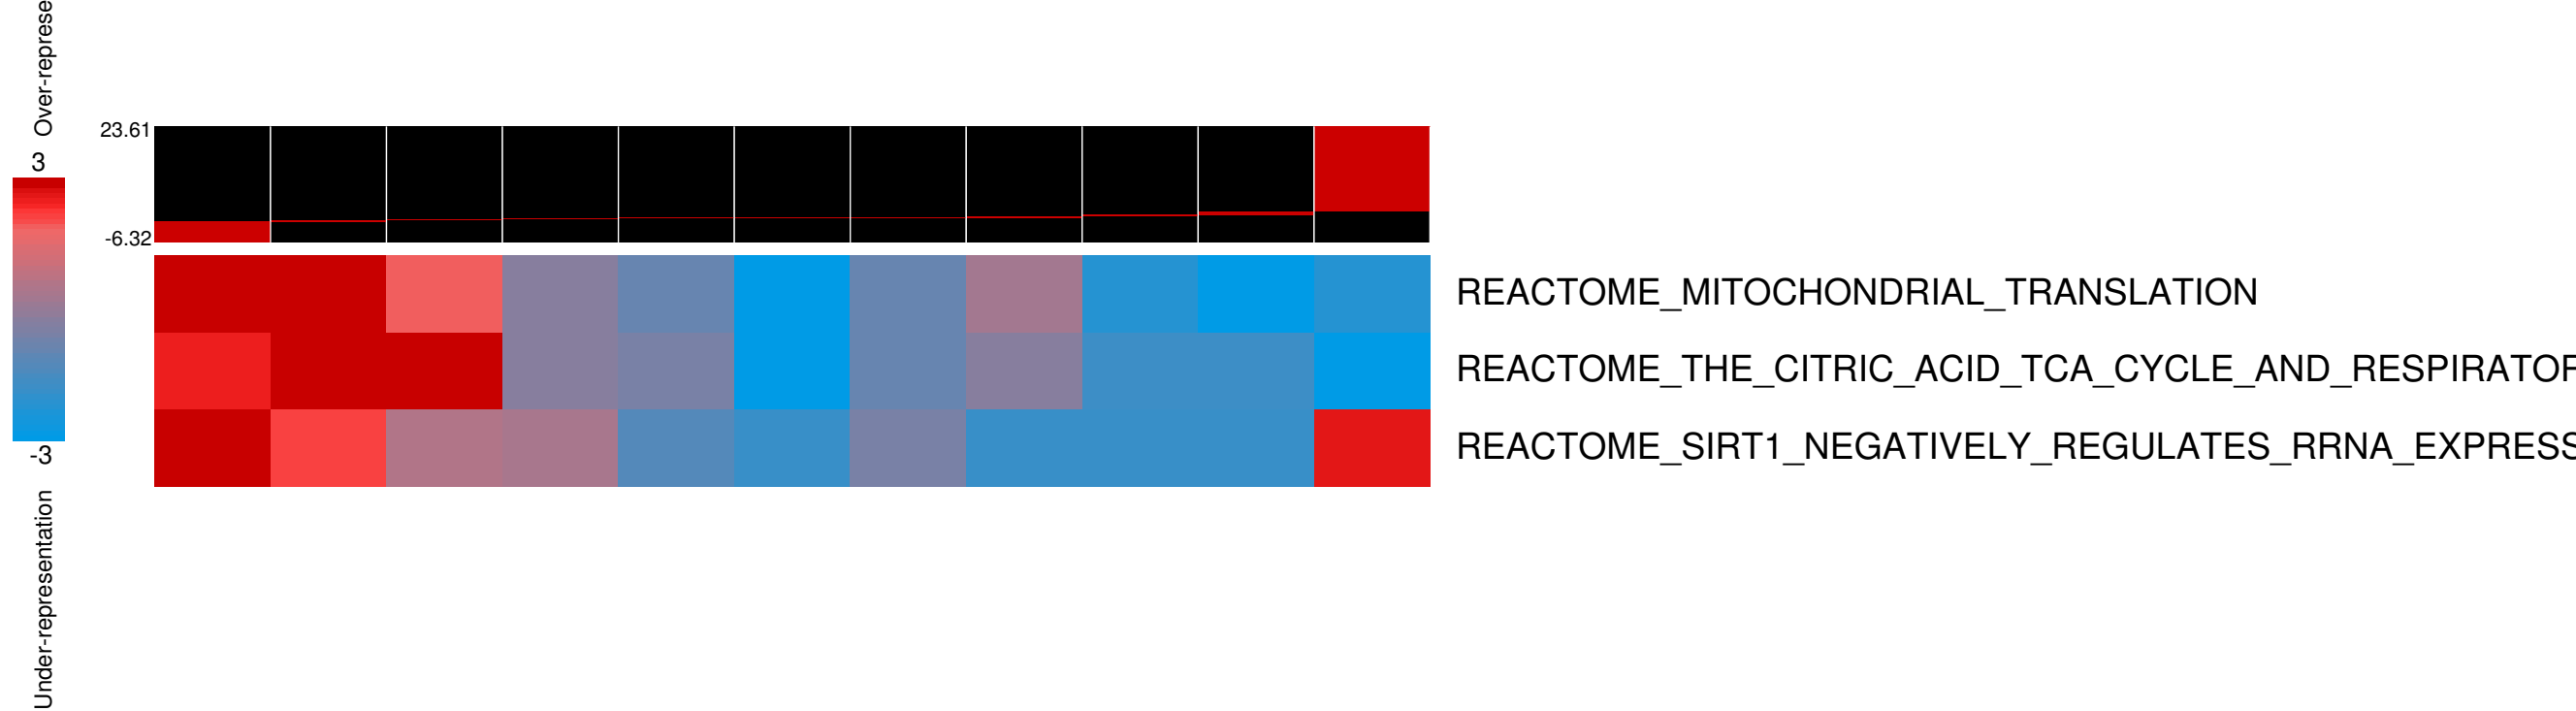 Over-represe
23.61
3
-6.32
REACTOME_MITOCHONDRIAL_TRANSLATION
REACTOME_THE_CITRIC_ACID_TCA_CYCLE_AND_RESPIRATOR
REACTOME_SIRT1_NEGATIVELY_REGULATES_RRNA_EXPRESS
-3
Under-representation